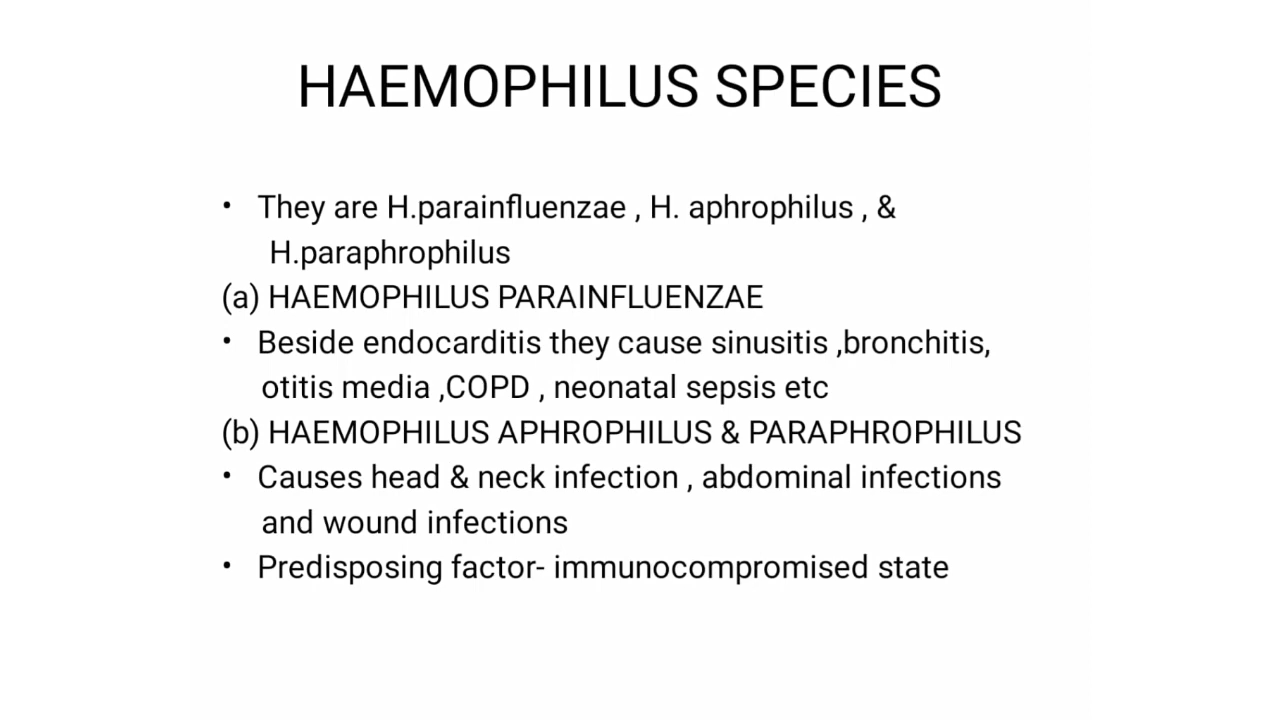 HAEMOPHILUS SPECIES
• They are H.parainfluenzae , H. aphrophilus , &
H.paraphrophilus
(a) HAEMOPHILUS PARAINFLUENZAE
• Beside endocarditis they cause sinusitis ,bronchitis,
otitis media ,COPD , neonatal sepsis etc
(b) HAEMOPHILUS APHROPHILUS & PARAPHROPHILUS
• Causes head & neck infection , abdominal infections
and wound infections
• Predisposing factor- immunocompromised state